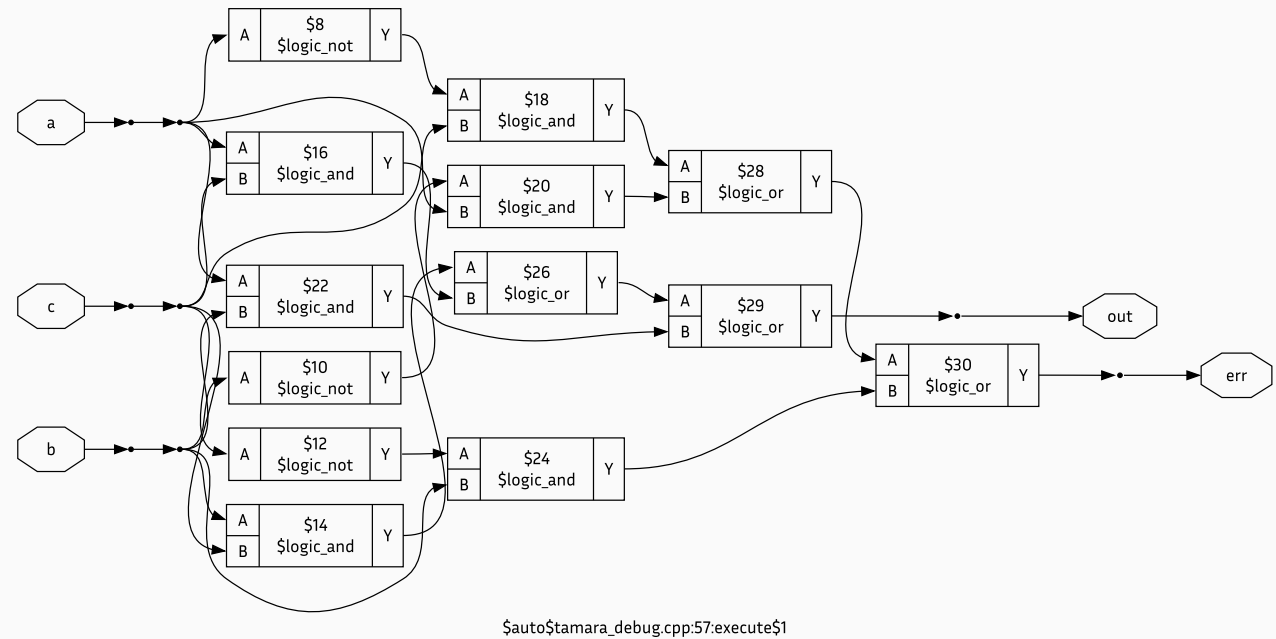 a
c
b
A
$8
$logic_not
Y
A
B
$16
$logic_and
Y
A
B
$22
$logic_and
Y
A
$10
$logic_not
Y
A
$12
$logic_not
Y
A
B
$14
$logic_and
Y
A
B
$18
$logic_and
Y
A
B
$20
$logic_and
Y
A
B
$26
$logic_or
Y
A
B
$24
$logic_and
Y
A
B
$28
$logic_or
Y
A
B
$29
$logic_or
Y
A
B
$30
$logic_or
Y
out
err
$auto$tamara_debug.cpp:57:execute$1